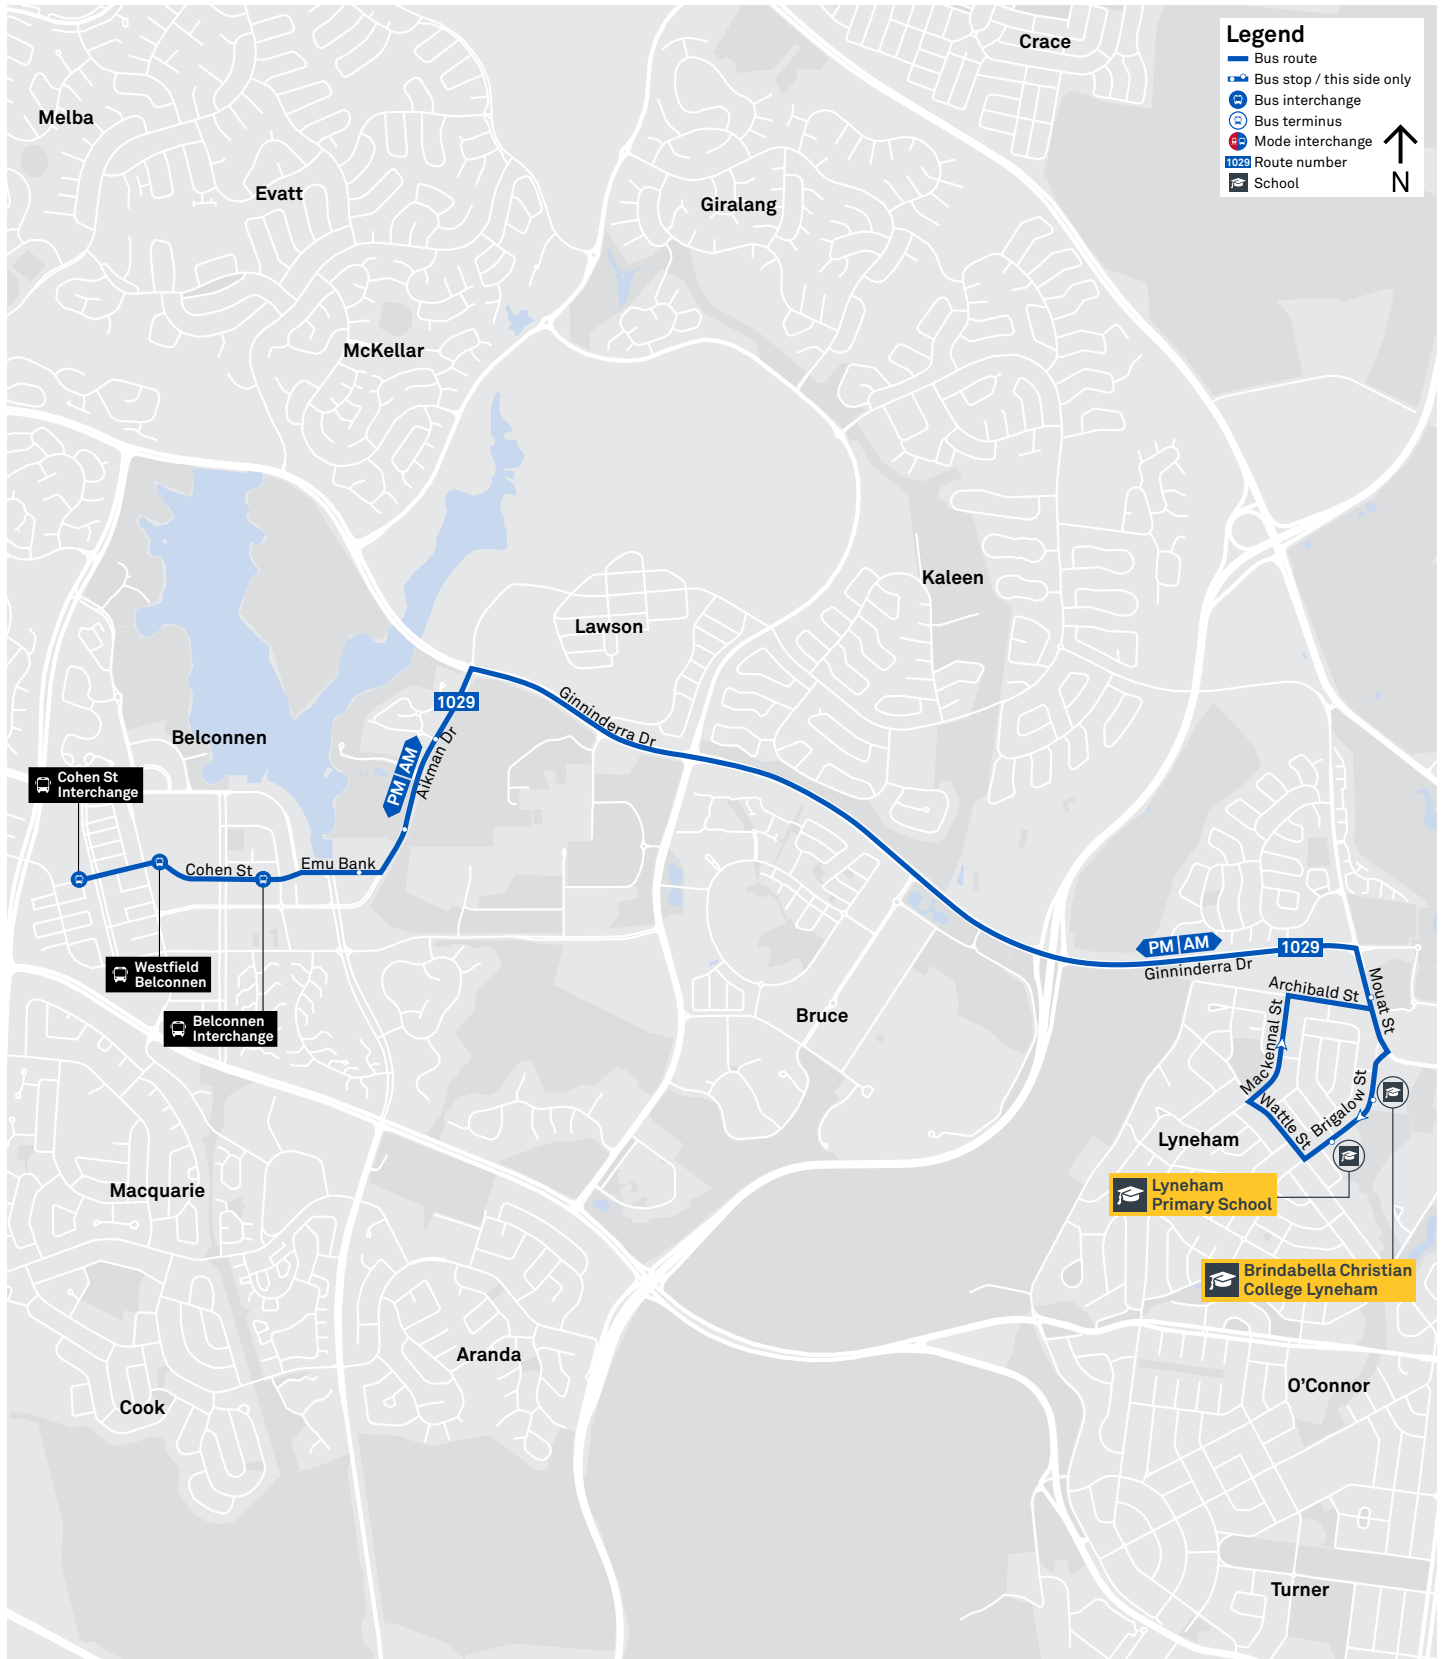 Crace
Legend
Bus route
Bus stop / this side only
Bus interchange
Bus terminus
Mode interchange
1029 Route number
School
N
Melba
Evatt
Giralang
McKellar
Kaleen
Lawson
1029
Ginninderra Dr
Belconnen
PM AM
Aikman Dr
Cohen St
Interchange
Cohen St
Emu Bank
PM AM
1029
Ginninderra Dr
Westfield
Belconnen
Belconnen
Interchange
Bruce
Archibald St
Mouat St
Mackennal St
Wattle St
Brigalow St
Lyneham
Lyneham
Primary School
Brindabella Christian
College Lyneham
Macquarie
Aranda
Cook
O'Connor
Turner